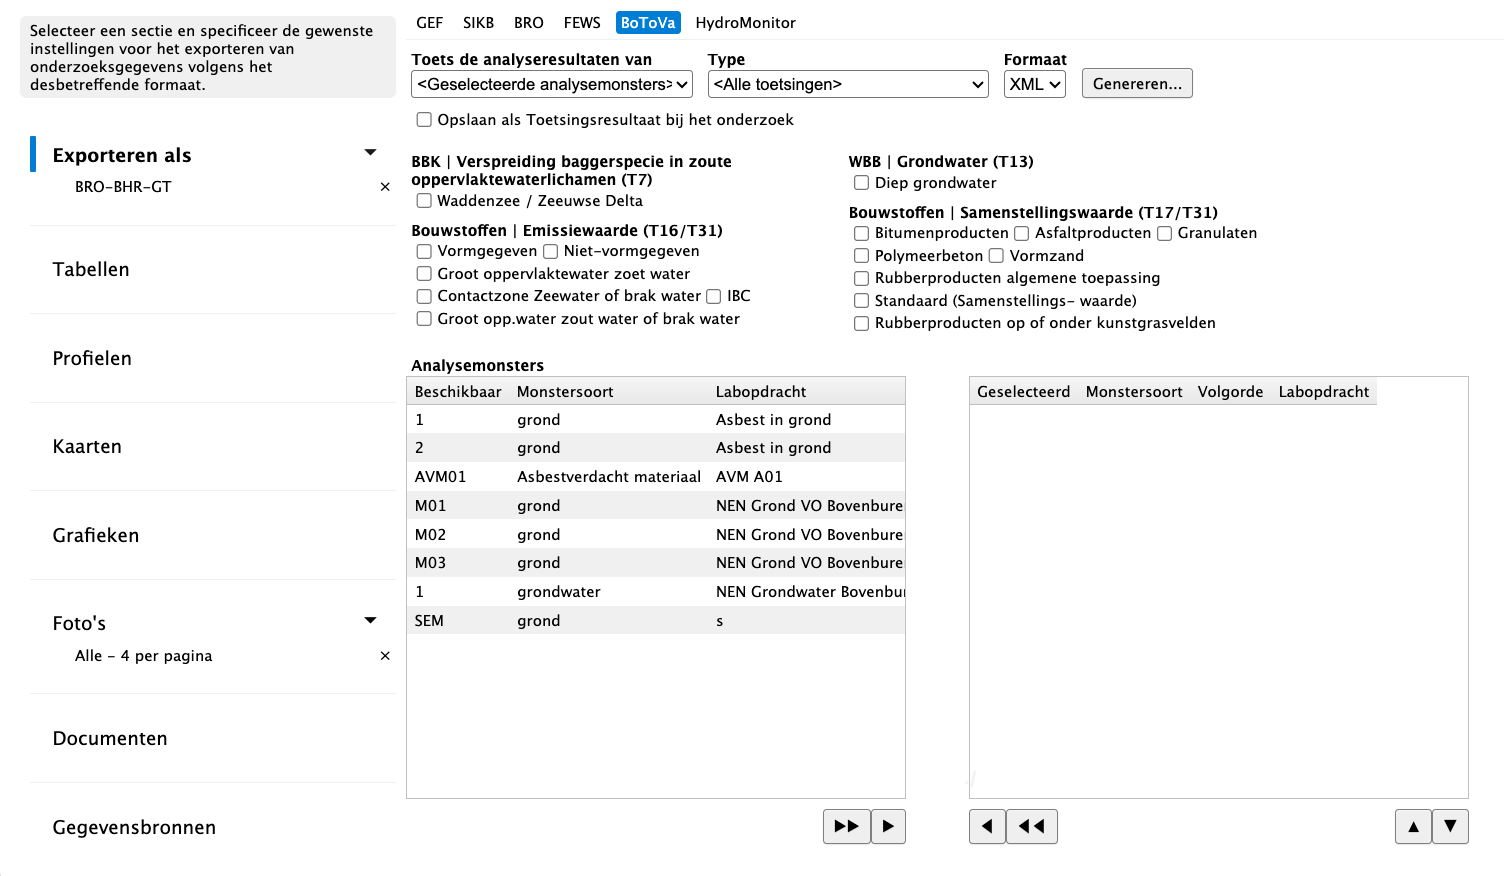 Selecteer een sectie en specificeer de gewenste
instellingen voor het exporteren van
onderzoeksgegevens volgens het
desbetreffende formaat.
Exporteren als
BRO-BHR-GT ×
Tabellen
Profielen
Kaarten
Grafieken
Foto's
Alle - 4 per pagina ×
Documenten
Gegevensbronnen
GEF SIKB BRO FEWS BoToVa HydroMonitor
Toets de analyseresultaten van Type Formaat
<Geselecteerde analysemonsters> <Alle toetsingen> XML Genereren...
Opslaan als Toetsingsresultaat bij het onderzoek
BBK | Verspreiding baggerspecie in zoute
oppervlaktewaterlichamen (T7)
Waddenzee / Zeeuwse Delta
Bouwstoffen | Emissiewaarde (T16/T31)
Vormgegeven Niet-vormgegeven
Groot oppervlaktewater zoet water
Contactzone Zeewater of brak water IBC
Groot opp.water zout water of brak water
WBB | Grondwater (T13)
Diep grondwater
Bouwstoffen | Samenstellingswaarde (T17/T31)
Bitumenproducten Asfaltproducten Granulaten
Polymeerbeton Vormzand
Rubberproducten algemene toepassing
Standaard (Samenstellings- waarde)
Rubberproducten op of onder kunstgrasvelden
Analysemonsters
Beschikbaar Monstersoort Labopdracht
1 grond Asbest in grond
2 grond Asbest in grond
AVM01 Asbestverdacht materiaal AVM A01
M01 grond NEN Grond VO Bovenbure
M02 grond NEN Grond VO Bovenbure
M03 grond NEN Grond VO Bovenbure
1 grondwater NEN Grondwater Bovenbu
SEM grond s
Geselecteerd Monstersoort Volgorde Labopdracht